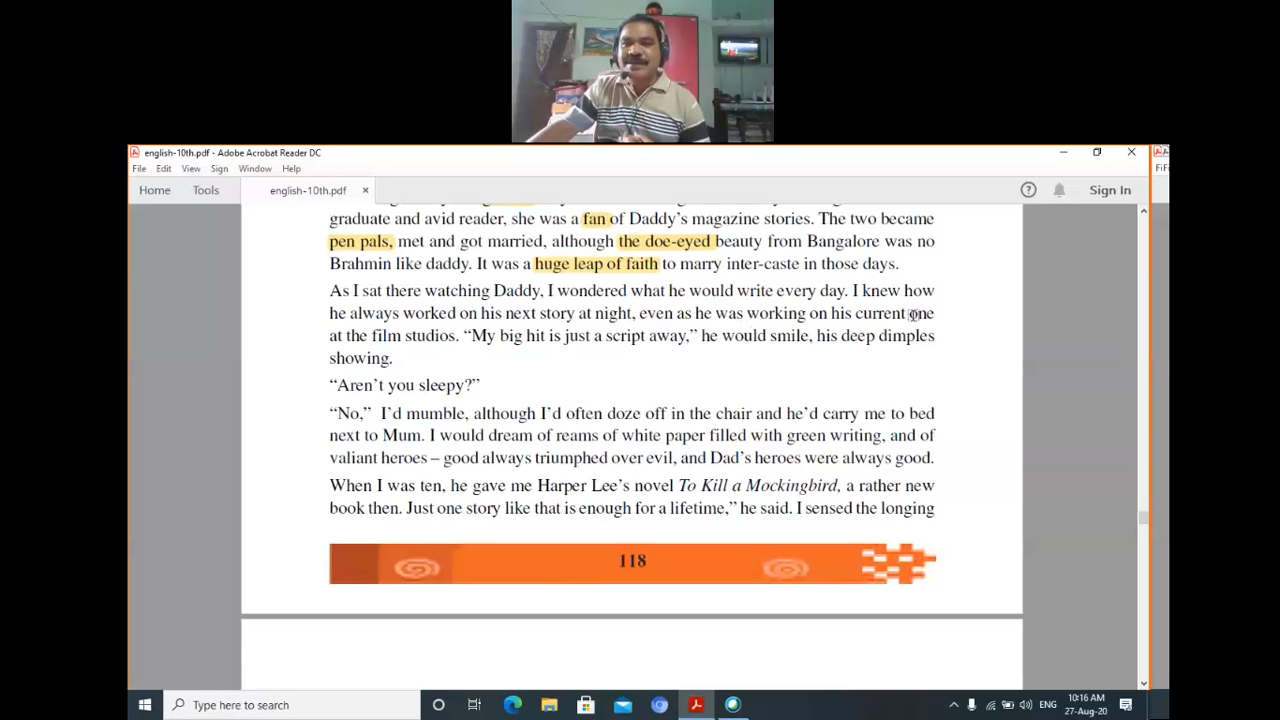 english-10th.pdf - Adobe Acrobat Reader DC
File Edit View Sign Window Help
Home Tools english-10th.pdf × ? Sign In
graduate and avid reader, she was a fan of Daddy’s magazine stories. The two became
pen pals, met and got married, although the doe-eyed beauty from Bangalore was no
Brahmin like daddy. It was a huge leap of faith to marry inter-caste in those days.
As I sat there watching Daddy, I wondered what he would write every day. I knew how
he always worked on his next story at night, even as he was working on his current one
at the film studios. “My big hit is just a script away,” he would smile, his deep dimples
showing.
“Aren’t you sleepy?”
“No,” I’d mumble, although I’d often doze off in the chair and he’d carry me to bed
next to Mum. I would dream of reams of white paper filled with green writing, and of
valiant heroes – good always triumphed over evil, and Dad’s heroes were always good.
When I was ten, he gave me Harper Lee’s novel To Kill a Mockingbird, a rather new
book then. Just one story like that is enough for a lifetime,” he said. I sensed the longing
118
Type here to search
ENG
10:16 AM
27-Aug-20